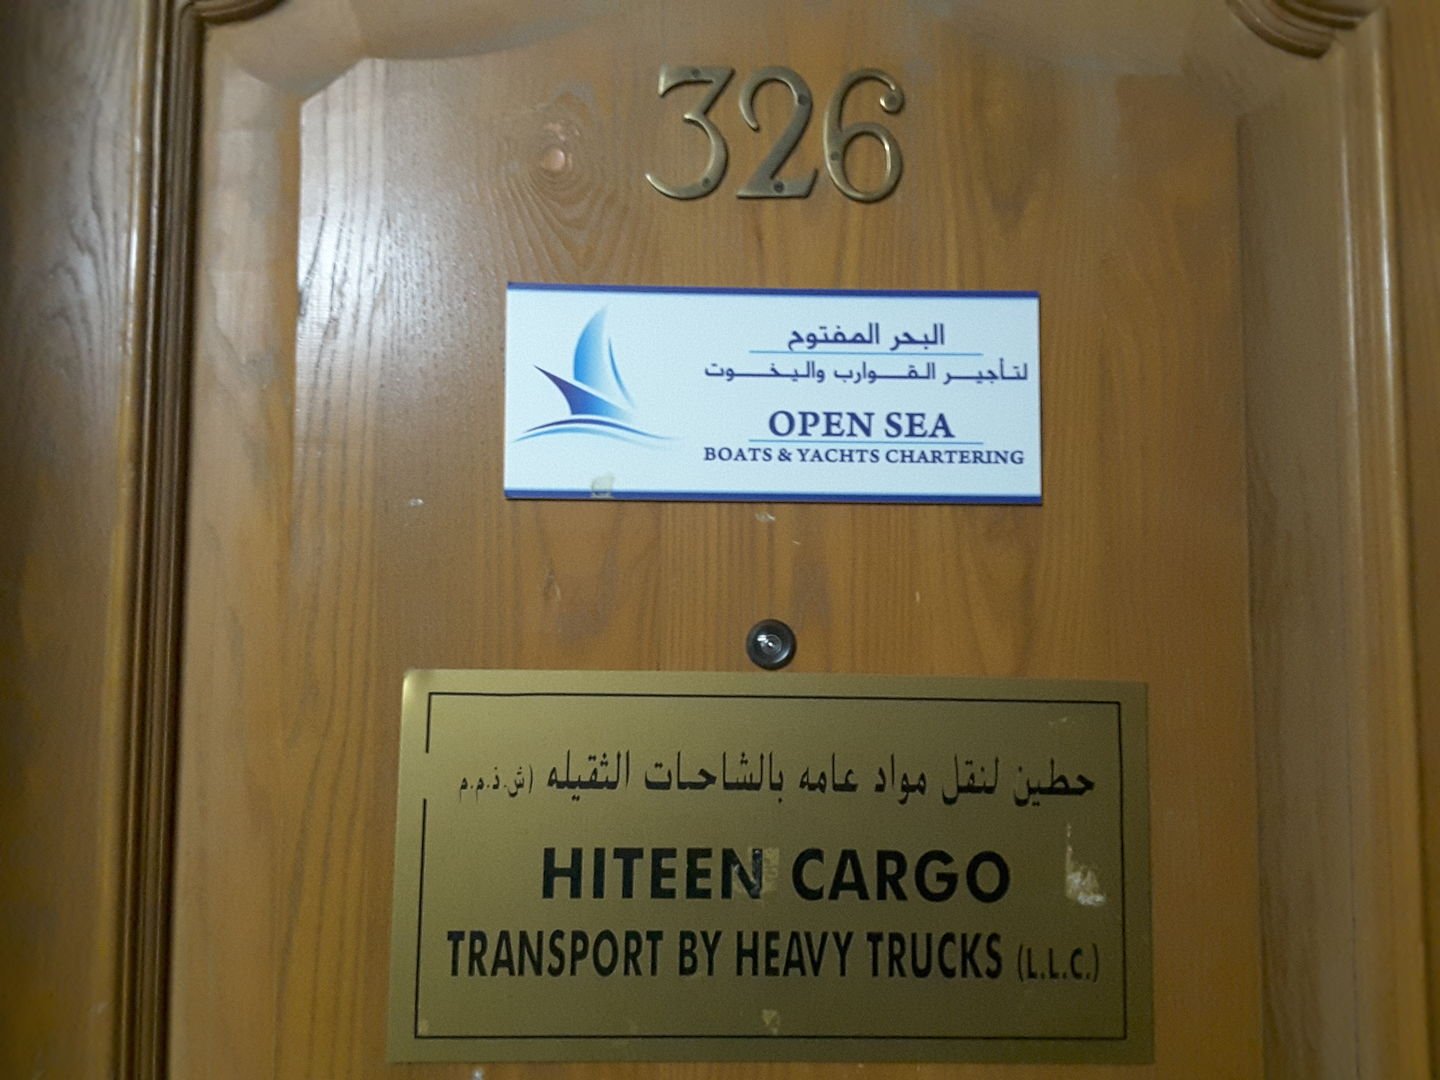 326
البحر المفتوح
لتأجير القوارب واليخوت
OPEN SEA
BOATS & YACHTS CHARTERING
حطين لنقل مواد عامه بالشاحات الثقيله (ش.ذ.م.م
HITEEN CARGO
TRANSPORT BY HEAVY TRUCKS (L.L.C.)